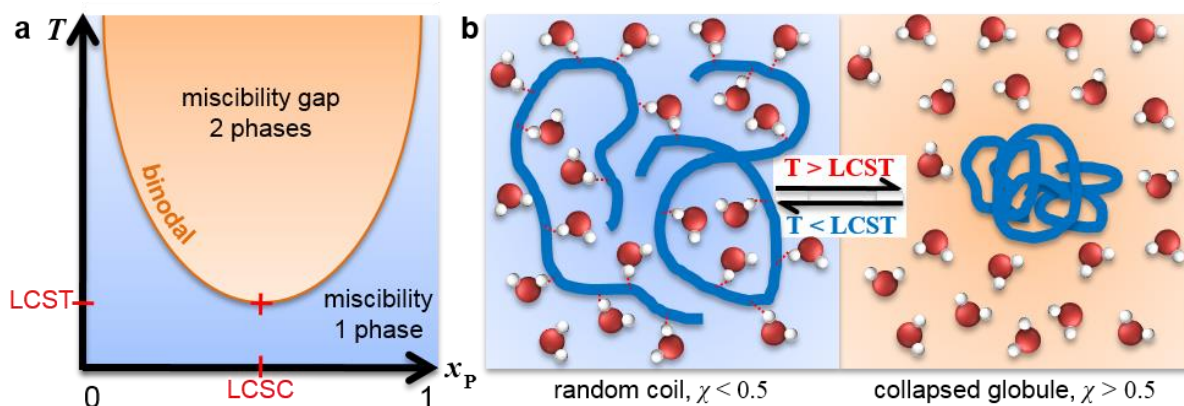 a
T
miscibility gap
2 phases
binodal
LCST
miscibility
1 phase
0
LCSC
1
xP
b
T > LCST
T < LCST
random coil, χ < 0.5
collapsed globule, χ > 0.5